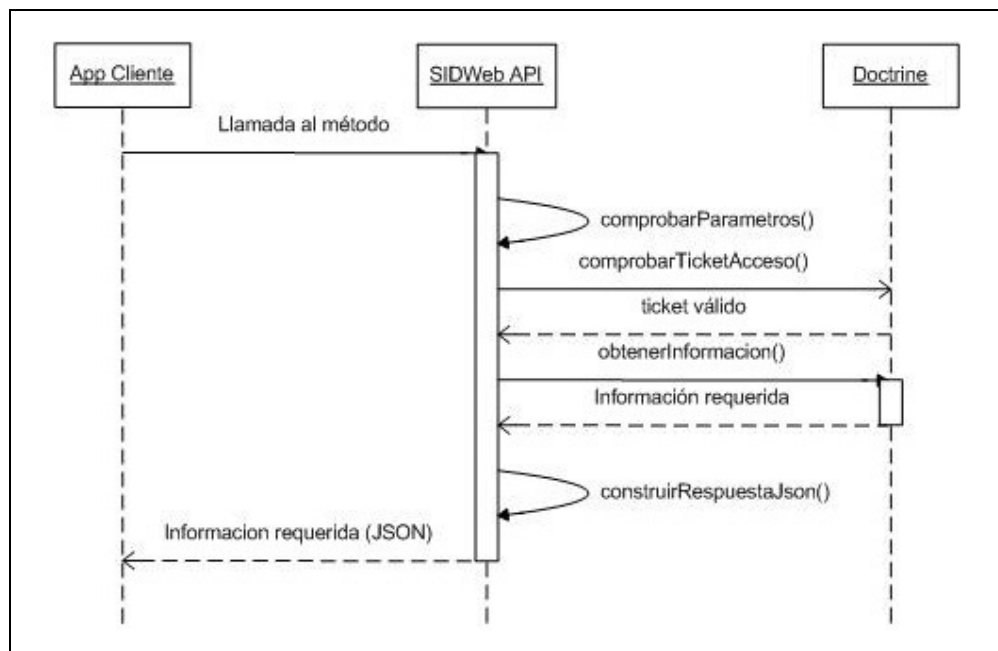 App Cliente
SIDWeb API
Doctrine
Llamada al método
comprobarParametros()
comprobarTicketAcceso()
ticket válido
obtenerInformacion()
Información requerida
construirRespuestaJson()
Informacion requerida (JSON)